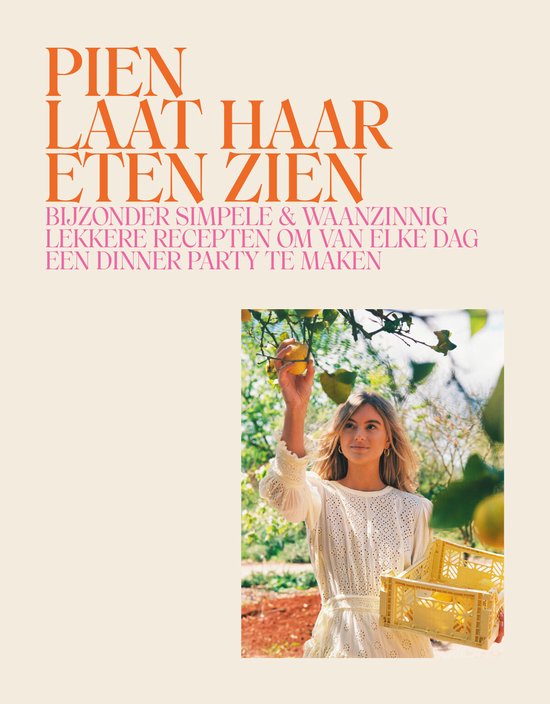 PIEN
LAAT HAAR
ETEN ZIEN
BIJZONDER SIMPELE & WAANZINNIG
LEKKERE RECEPTEN OM VAN ELKE DAG
EEN DINNER PARTY TE MAKEN